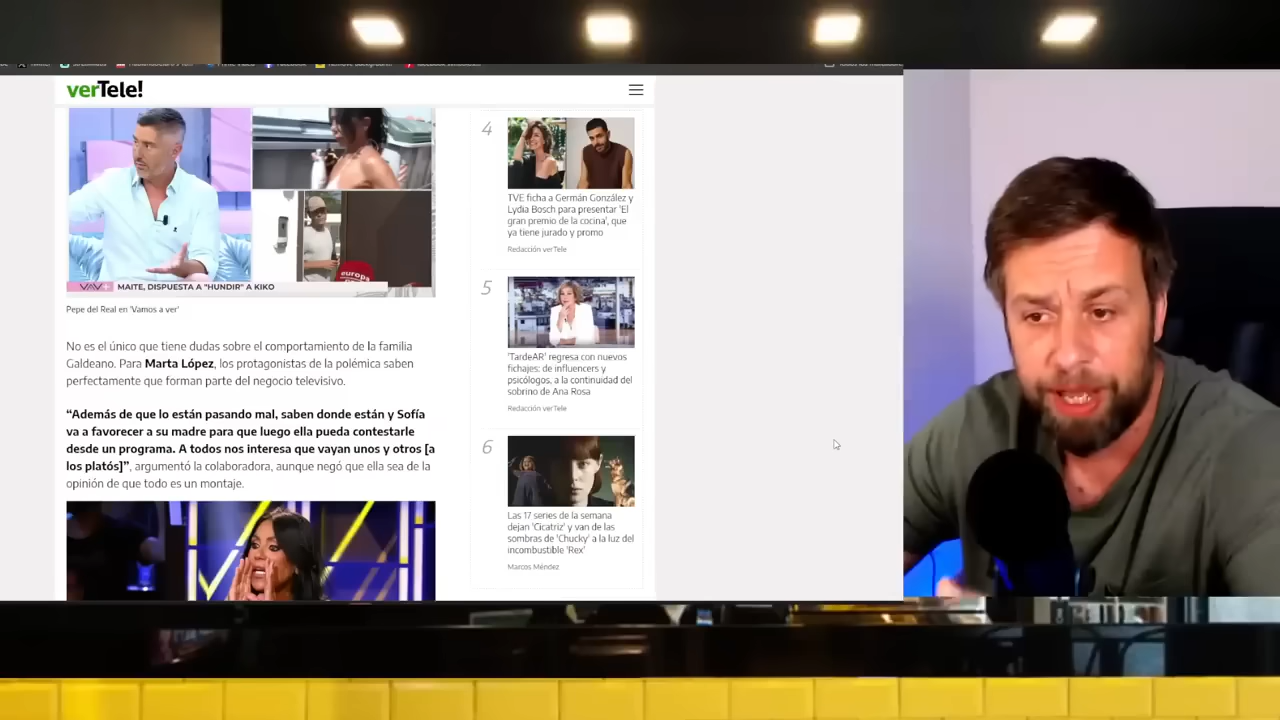 verTele!
MAITE, DISPUESTA A "HUNDIR" A KIKO
europa
Pepe del Real en 'Vamos a ver'
No es el único que tiene dudas sobre el comportamiento de la familia
Galdeano. Para Marta López, los protagonistas de la polémica saben
perfectamente que forman parte del negocio televisivo.
“Además de que lo están pasando mal, saben donde están y Sofía
va a favorecer a su madre para que luego ella pueda contestarle
desde un programa. A todos nos interesa que vayan unos y otros [a
los platós]”, argumentó la colaboradora, aunque negó que ella sea de la
opinión de que todo es un montaje.
4
TVE ficha a Germán González y
Lydia Bosch para presentar 'El
gran premio de la cocina', que
ya tiene jurado y promo
Redacción verTele
5
'TardeAR' regresa con nuevos
fichajes: de influencers y
psicólogos, a la continuidad del
sobrino de Ana Rosa
Redacción verTele
6
Las 17 series de la semana
dejan 'Cicatriz' y van de las
sombras de 'Chucky' a la luz del
incombustible 'Rex'
Marcos Méndez